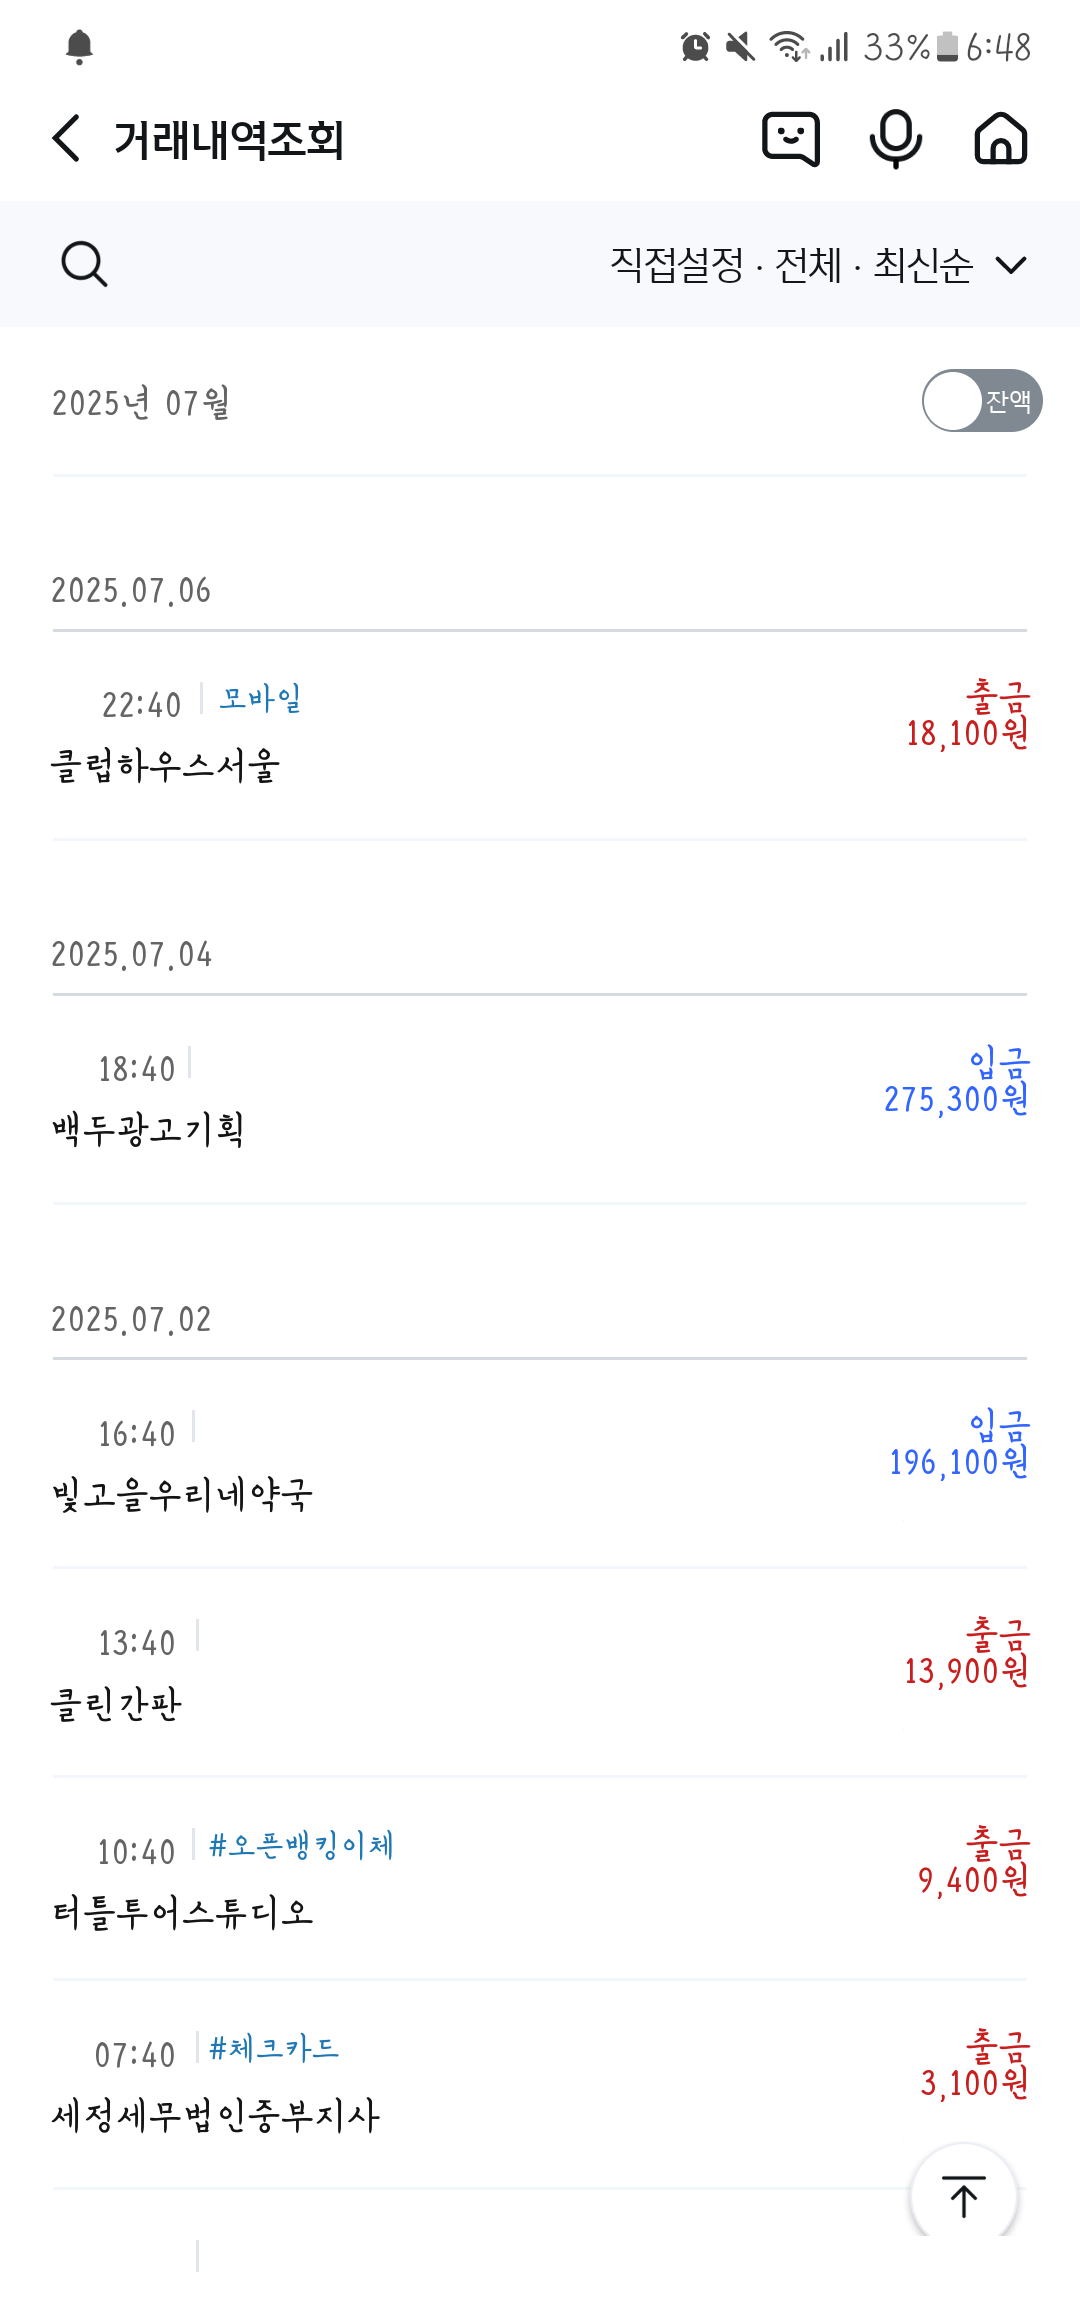 33% 6:48
거래내역조회
직접설정 · 전체 · 최신순
2025년 07월
잔액
2025.07.06
22:40 모바일 출금
18,100원
클럽하우스서울
2025.07.04
18:40 입금
275,300원
백두광고기획
2025.07.02
16:40 입금
196,100원
빛고을우리네약국
13:40 출금
13,900원
클린간판
10:40 #오픈뱅킹이체 출금
9,400원
터틀투어스튜디오
07:40 #체크카드 출금
3,100원
세정세무법인중부지사